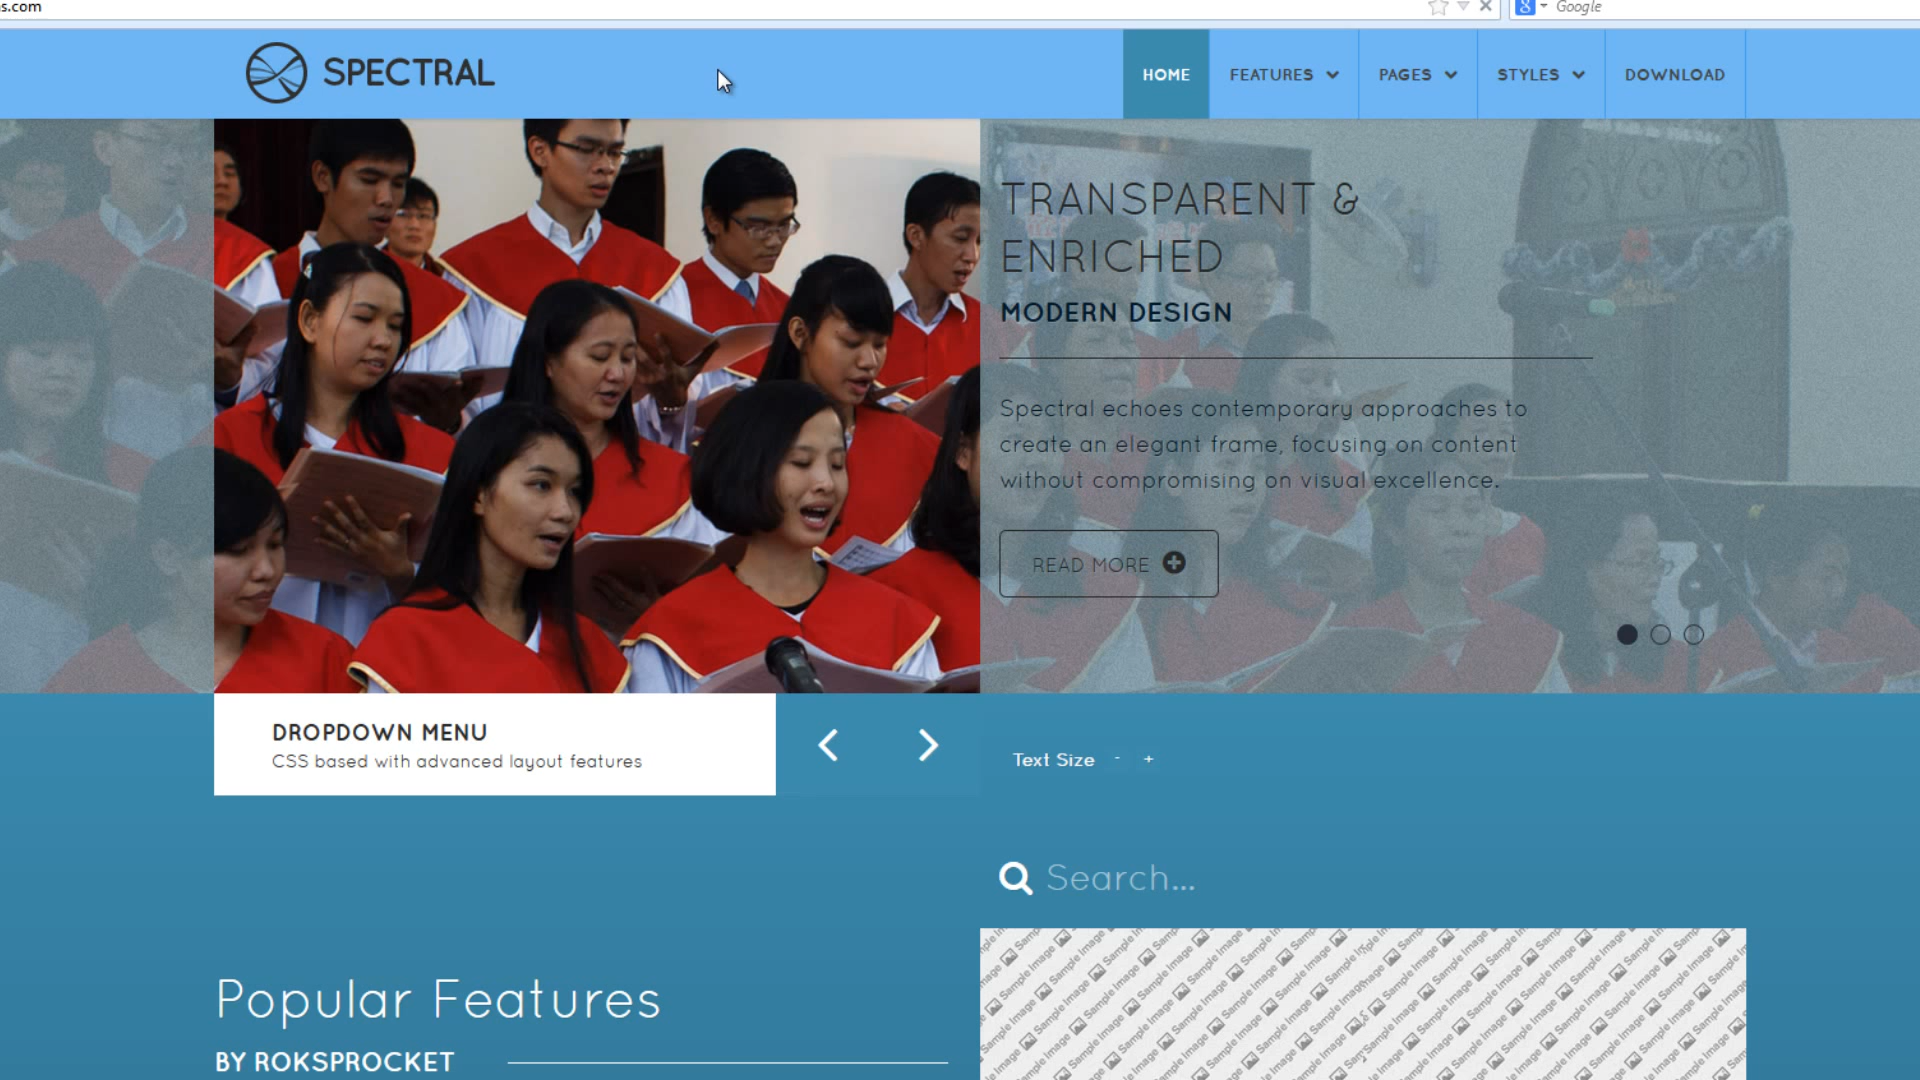 s.com
Google
SPECTRAL
HOME FEATURES PAGES STYLES DOWNLOAD
TRANSPARENT &
ENRICHED
MODERN DESIGN
Spectral echoes contemporary approaches to
create an elegant frame, focusing on content
without compromising on visual excellence.
READ MORE
DROPDOWN MENU
CSS based with advanced layout features
Text Size - +
Search...
Popular Features
BY ROKSPROCKET
Sample Image